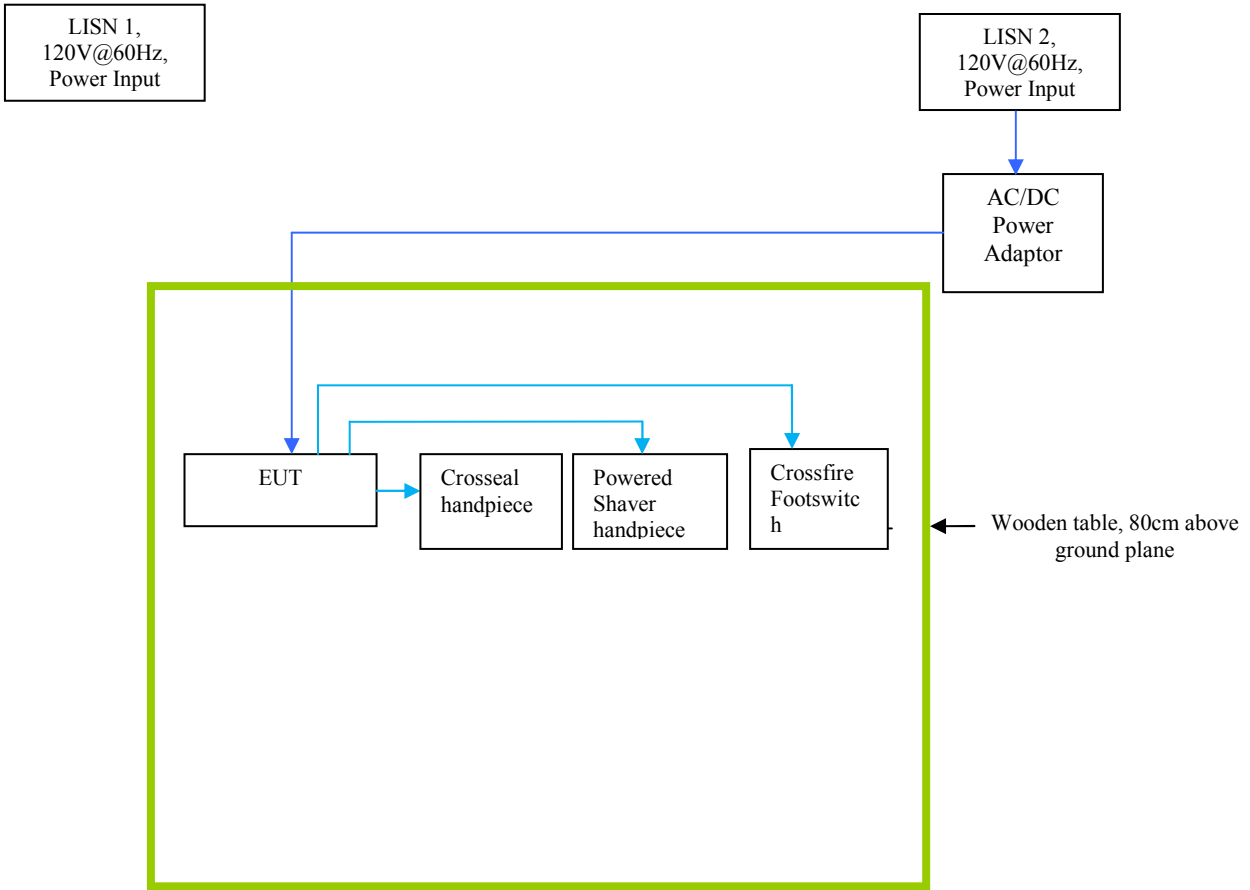 LISN 1,
120V@60Hz,
Power Input
LISN 2,
120V@60Hz,
Power Input
AC/DC
Power
Adaptor
EUT
Crosseal
handpiece
Powered
Shaver
handpiece
Crossfire
Footswitc
h
Wooden table, 80cm above
ground plane